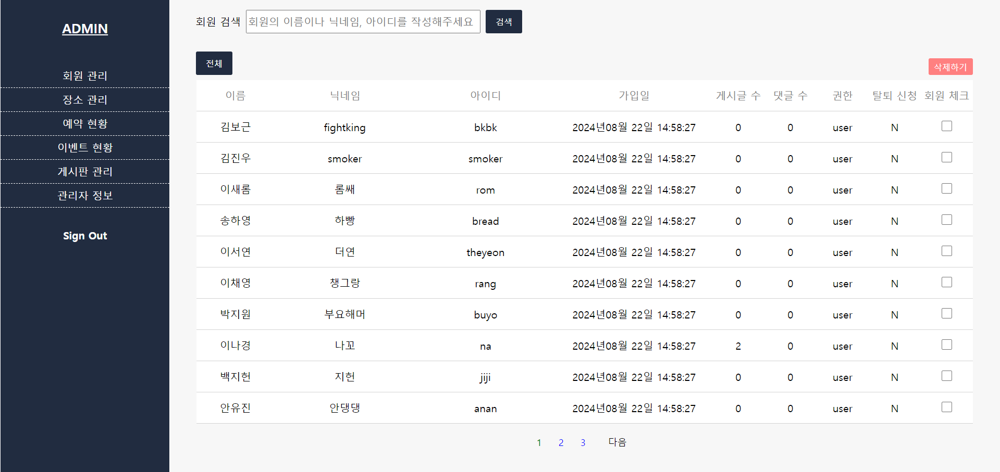 ADMIN
회원 관리
장소 관리
예약 현황
이벤트 현황
게시판 관리
관리자 정보
Sign Out
회원 검색 회원의 이름이나 닉네임, 아이디를 작성해주세요 검색
전체 삭제하기
이름 닉네임 아이디 가입일 게시글 수 댓글 수 권한 탈퇴 신청 회원 체크
김보근 fightking bkbk 2024년08월 22일 14:58:27 0 0 user N
김진우 smoker smoker 2024년08월 22일 14:58:27 0 0 user N
이새롬 롬쌔 rom 2024년08월 22일 14:58:27 0 0 user N
송하영 하빵 bread 2024년08월 22일 14:58:27 0 0 user N
이서연 더연 theyeon 2024년08월 22일 14:58:27 0 0 user N
이채영 챙그랑 rang 2024년08월 22일 14:58:27 0 0 user N
박지원 부요해머 buyo 2024년08월 22일 14:58:27 0 0 user N
이나경 나꼬 na 2024년08월 22일 14:58:27 2 0 user N
백지헌 지헌 jiji 2024년08월 22일 14:58:27 0 0 user N
안유진 안댕댕 anan 2024년08월 22일 14:58:27 0 0 user N
1 2 3 다음